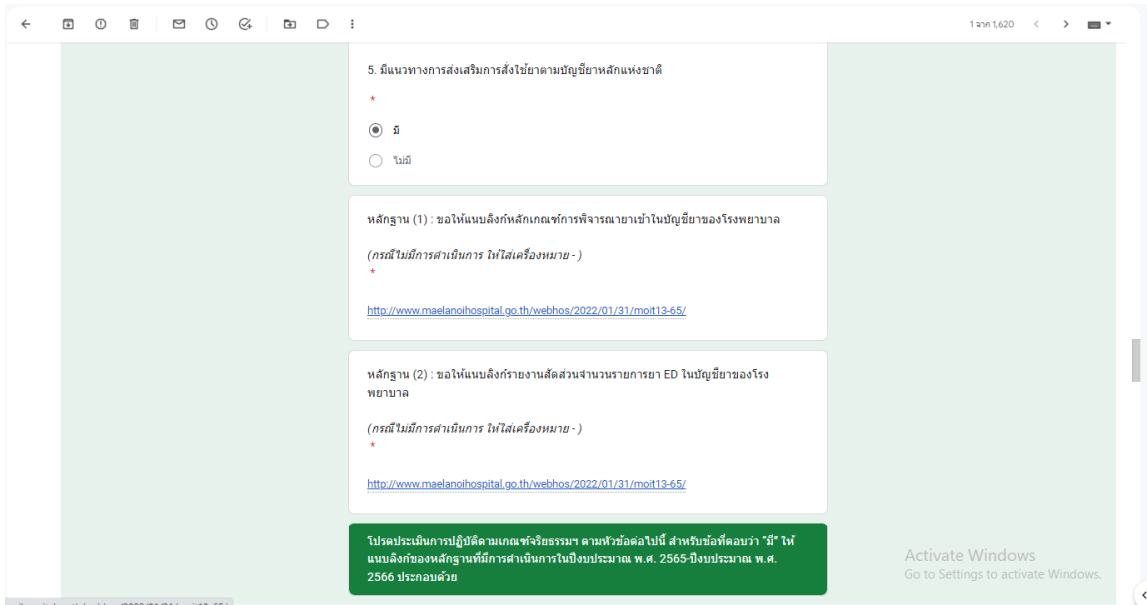 1 จาก 1,620
5. มีแนวทางการส่งเสริมการสั่งใช้ยาตามบัญชียาหลักแห่งชาติ
*
มี
ไม่มี
หลักฐาน (1) : ขอให้แนบลิงก์หลักเกณฑ์การพิจารณายาเข้าในบัญชียาของโรงพยาบาล
(กรณีไม่มีการดำเนินการ ให้ใส่เครื่องหมาย - )
*
http://www.maelanoihospital.go.th/webhos/2022/01/31/moit13-65/
หลักฐาน (2) : ขอให้แนบลิงก์รายงานสัดส่วนจำนวนรายการยา ED ในบัญชียาของโรง
พยาบาล
(กรณีไม่มีการดำเนินการ ให้ใส่เครื่องหมาย - )
*
http://www.maelanoihospital.go.th/webhos/2022/01/31/moit13-65/
โปรดประเมินการปฏิบัติตามเกณฑ์จริยธรรมฯ ตามหัวข้อต่อไปนี้ สำหรับข้อที่ตอบว่า “มี” ให้
แนบลิงก์ของหลักฐานที่มีการดำเนินการในปีงบประมาณ พ.ศ. 2565-ปีงบประมาณ พ.ศ.
2566 ประกอบด้วย
Activate Windows
Go to Settings to activate Windows.